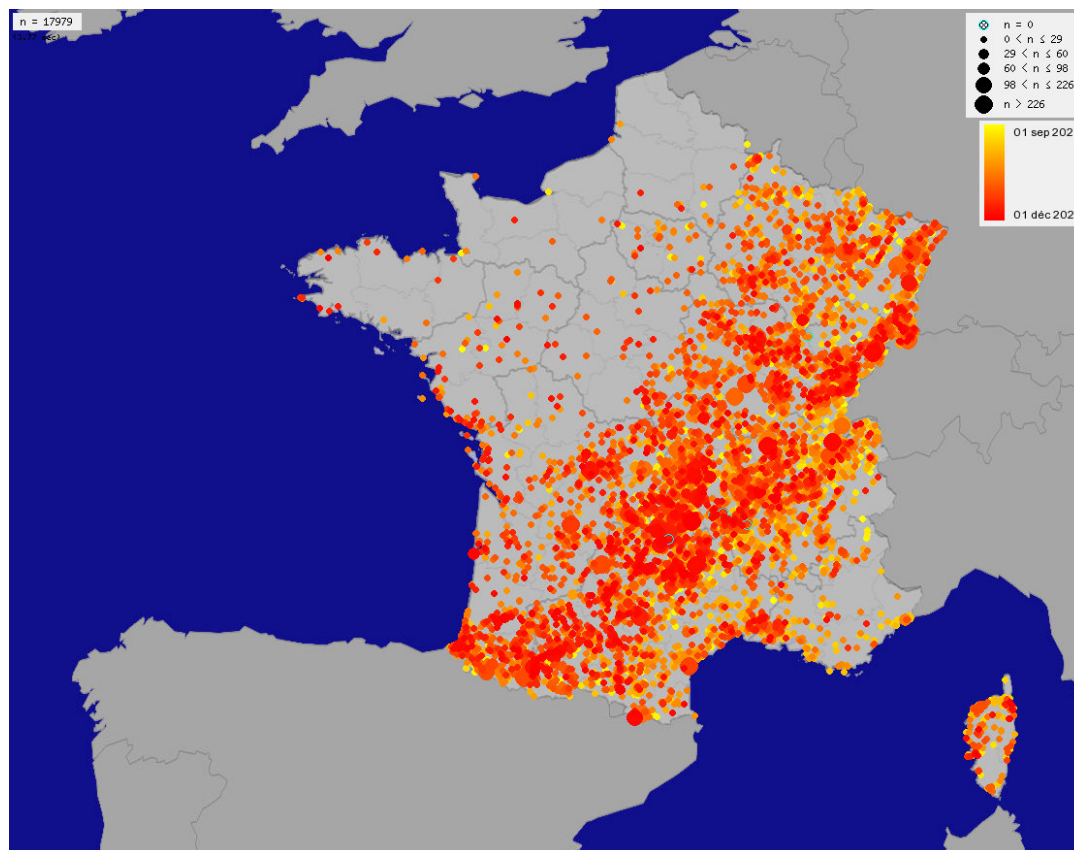 n = 17979
n = 0
0 < n ≤ 29
29 < n ≤ 60
60 < n ≤ 98
98 < n ≤ 226
n > 226
01 sep 202
01 déc 202